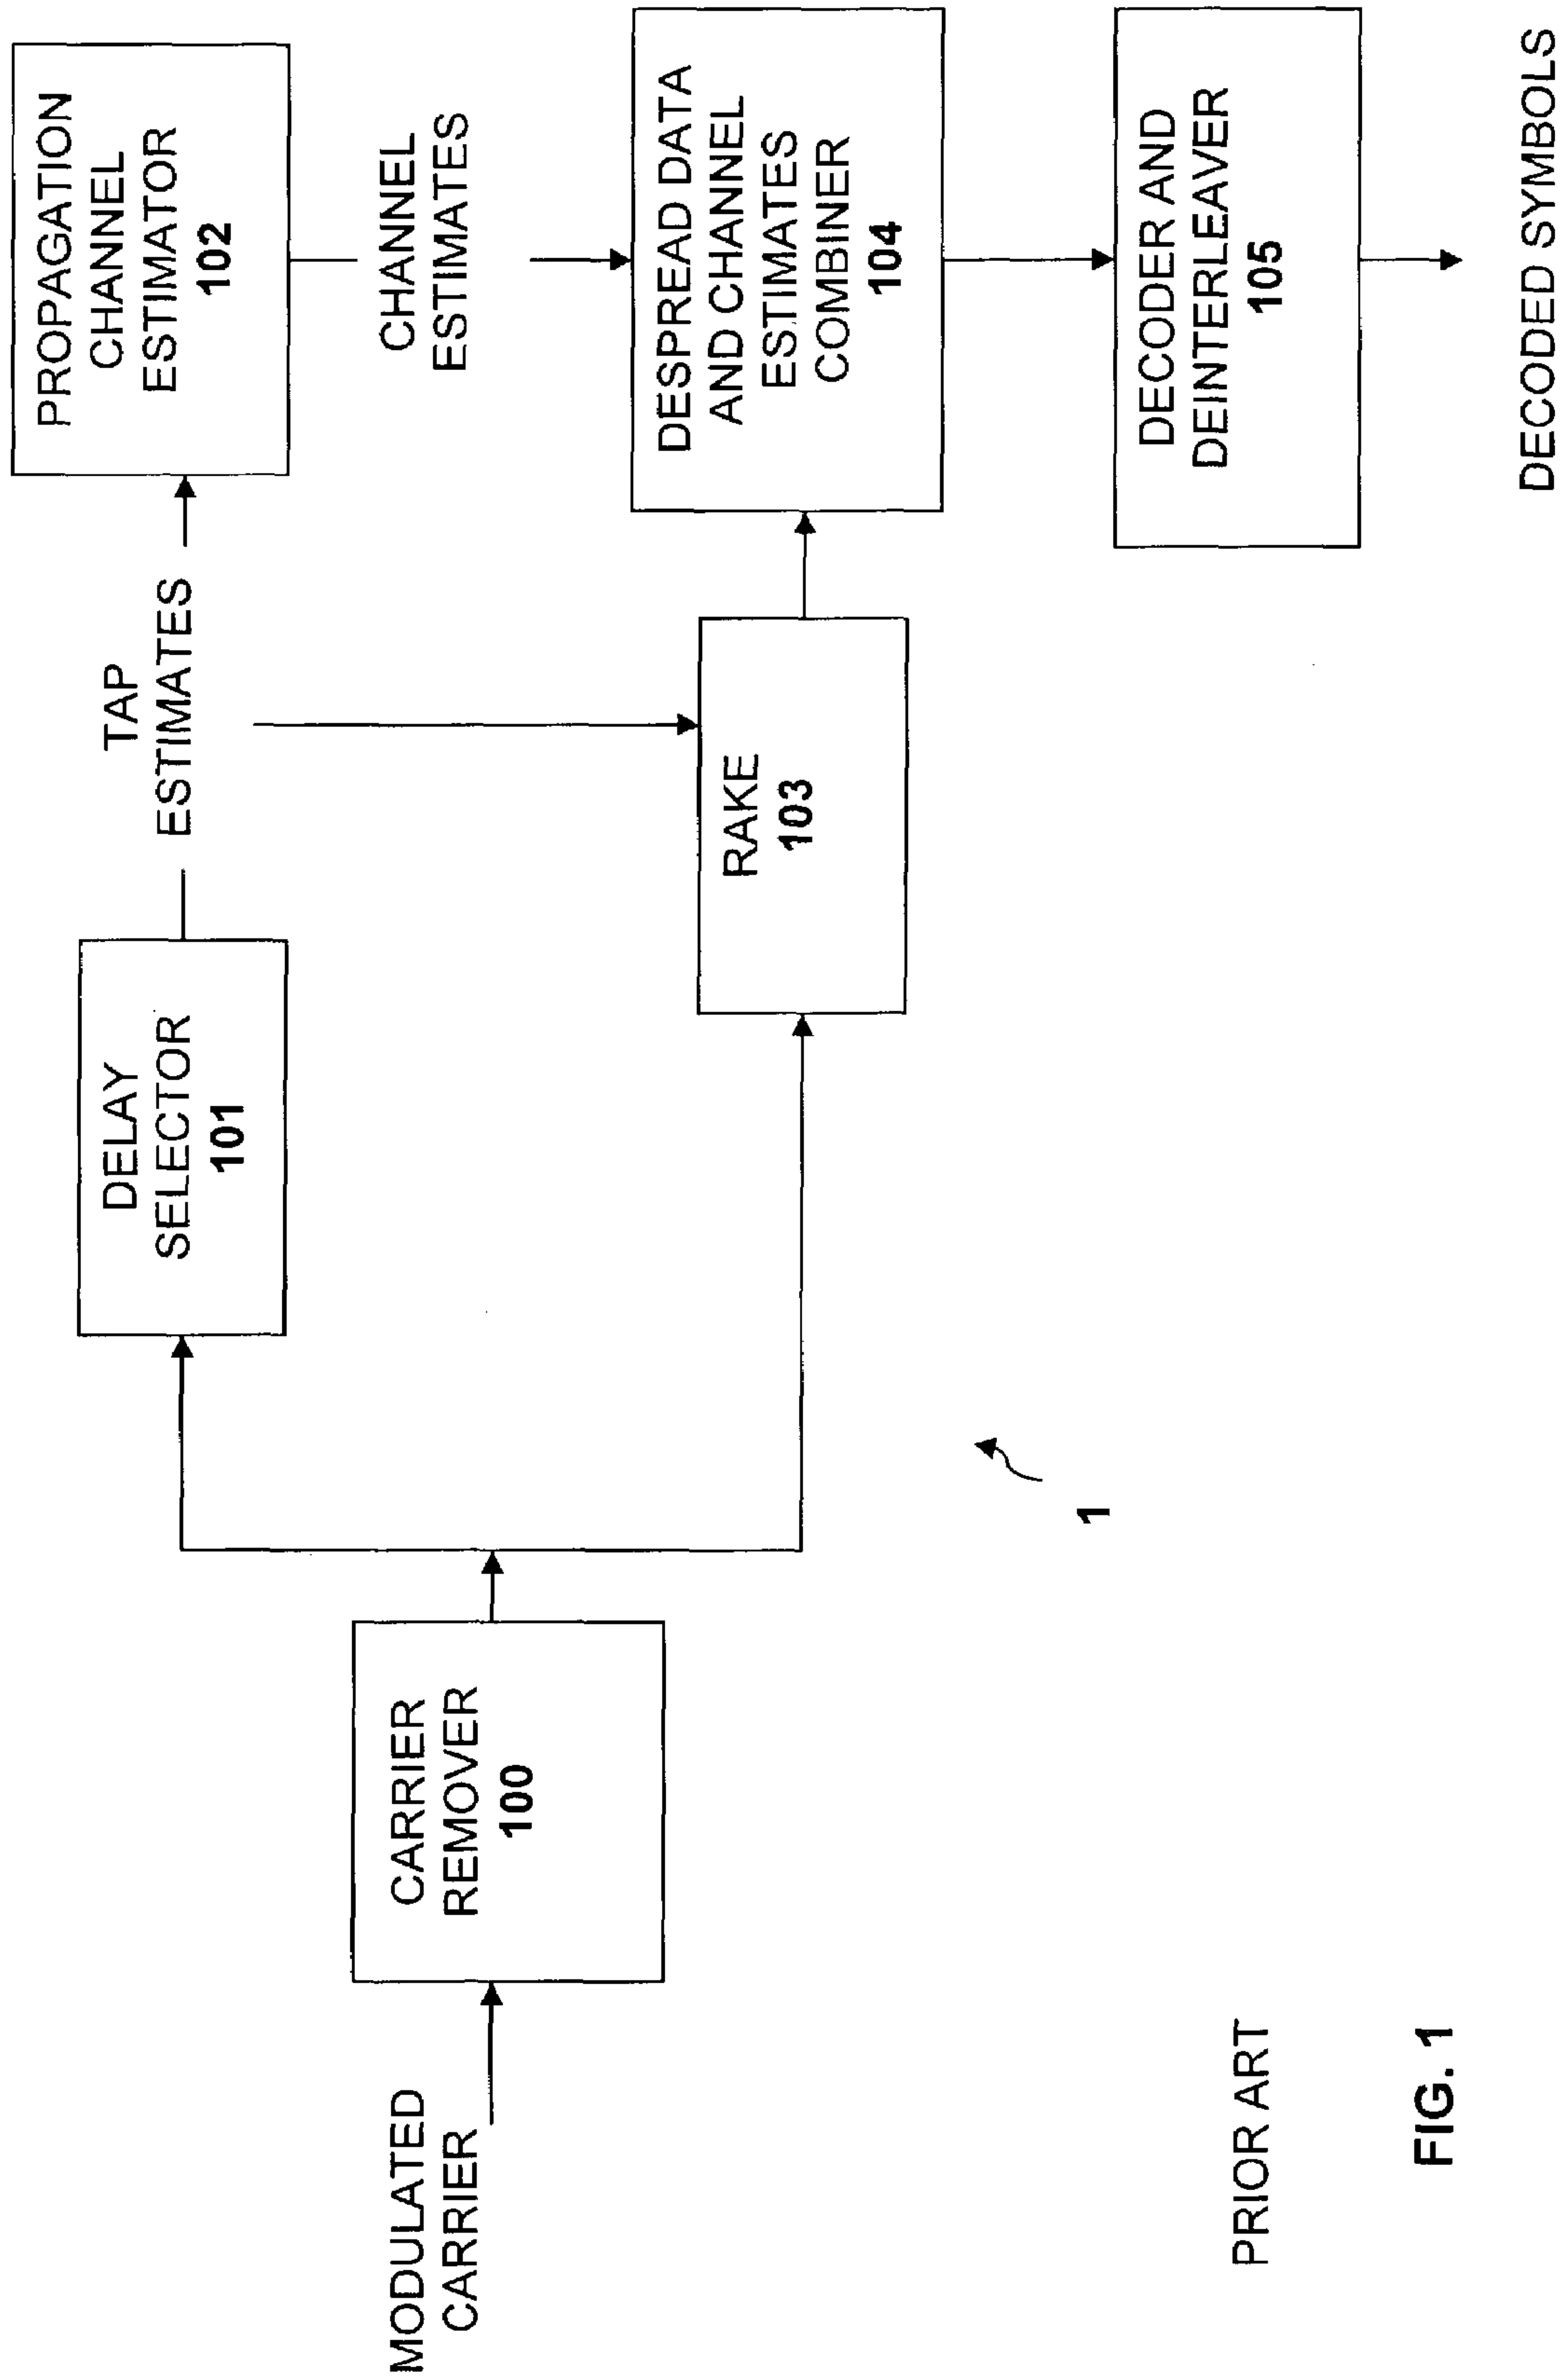 MODULATED
CARRIER
CARRIER
REMOVER
100
DELAY
SELECTOR
101
TAP
ESTIMATES
PROPAGATION
CHANNEL
ESTIMATOR
102
CHANNEL
ESTIMATES
RAKE
103
DESPREAD DATA
AND CHANNEL
ESTIMATES
COMBINER
104
DECODER AND
DEINTERLEAVER
105
DECODED SYMBOLS
1
PRIOR ART
FIG. 1